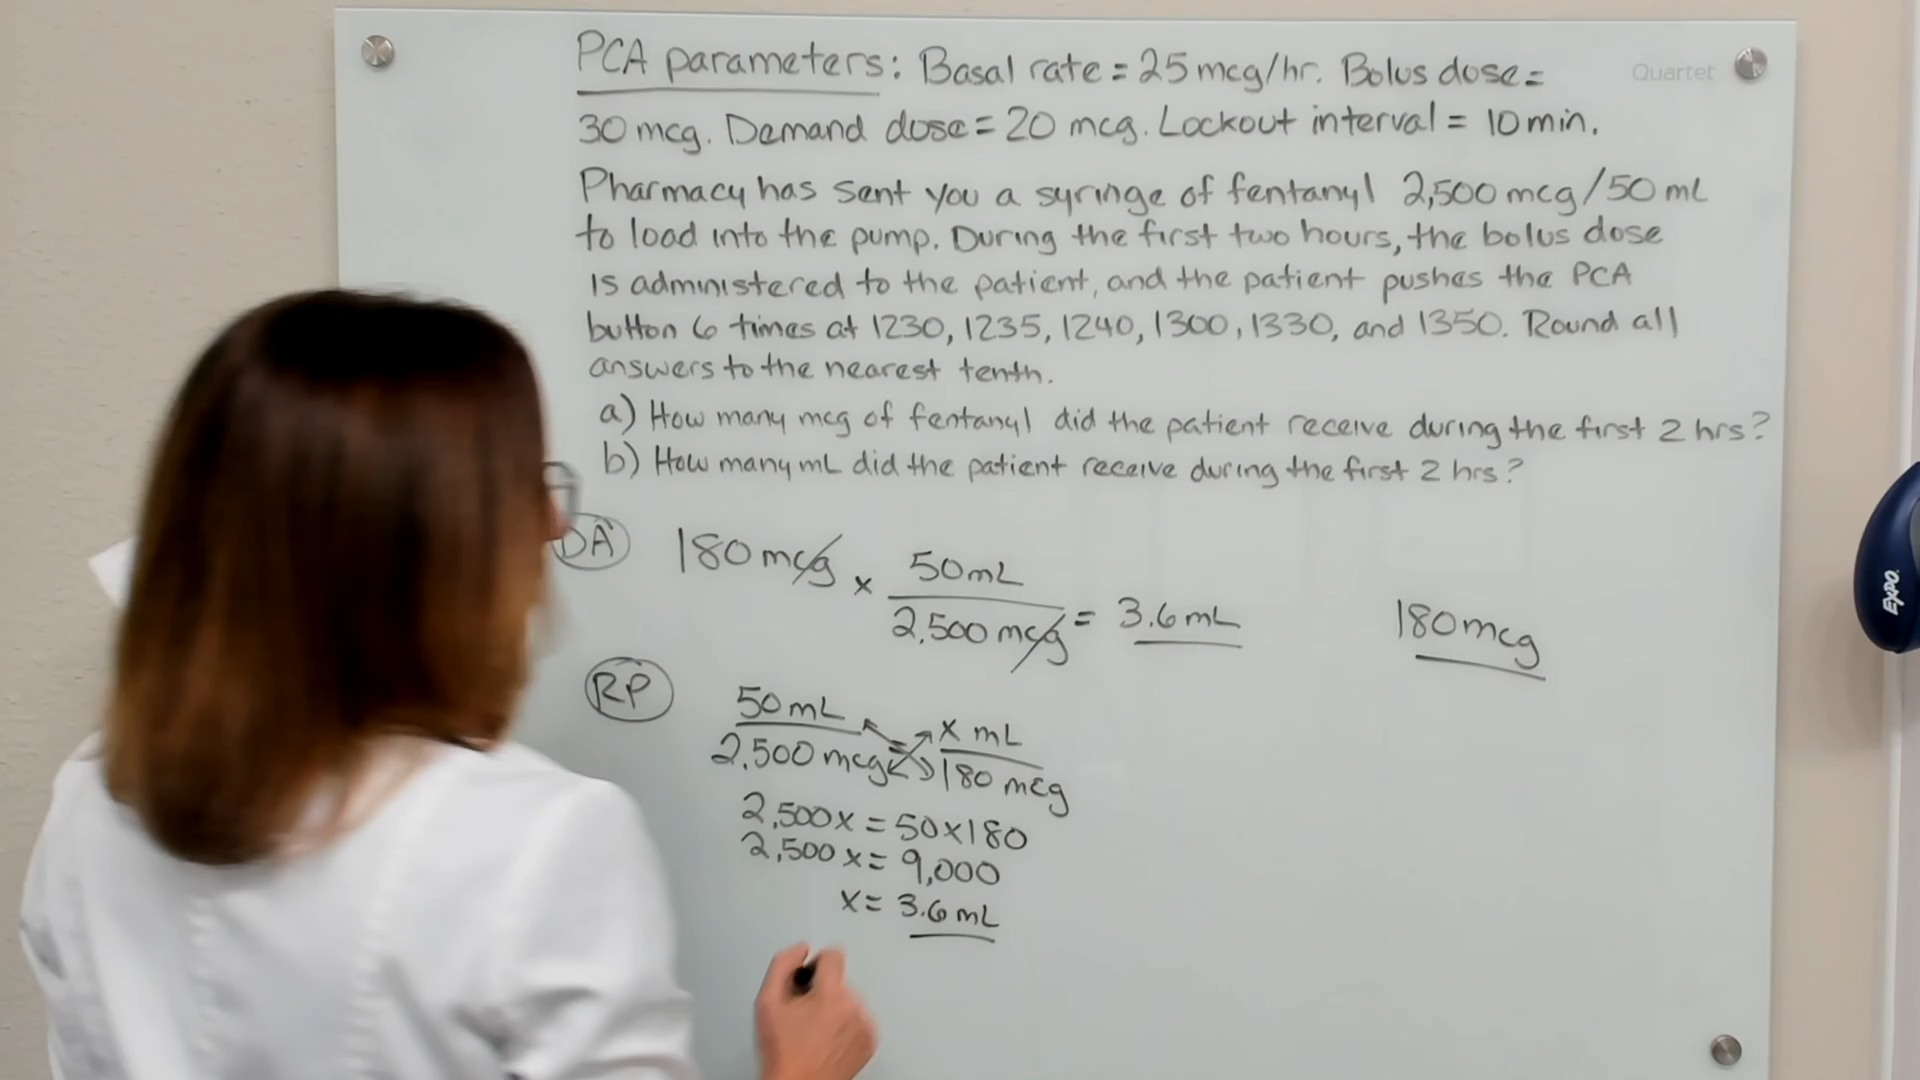 PCA parameters: Basal rate = 25 mcg/hr. Bolus dose =
Quartet
30 mcg. Demand dose = 20 mcg. Lockout interval = 10 min.
Pharmacy has sent you a syringe of fentanyl 2,500 mcg/50 mL
to load into the pump. During the first two hours, the bolus dose
is administered to the patient, and the patient pushes the PCA
button 6 times at 1230, 1235, 1240, 1300, 1330, and 1350. Round all
answers to the nearest tenth.
a) How many mcg of fentanyl did the patient receive during the first 2 hrs?
b) How many mL did the patient receive during the first 2 hrs?
DA 180 mcg x 50 mL
2,500 mcg = 3.6 mL
180 mcg
EXPO
RP 50 mL = x mL
2,500 mcg 180 mcg
2,500x = 50x180
2,500x = 9,000
x = 3.6 mL